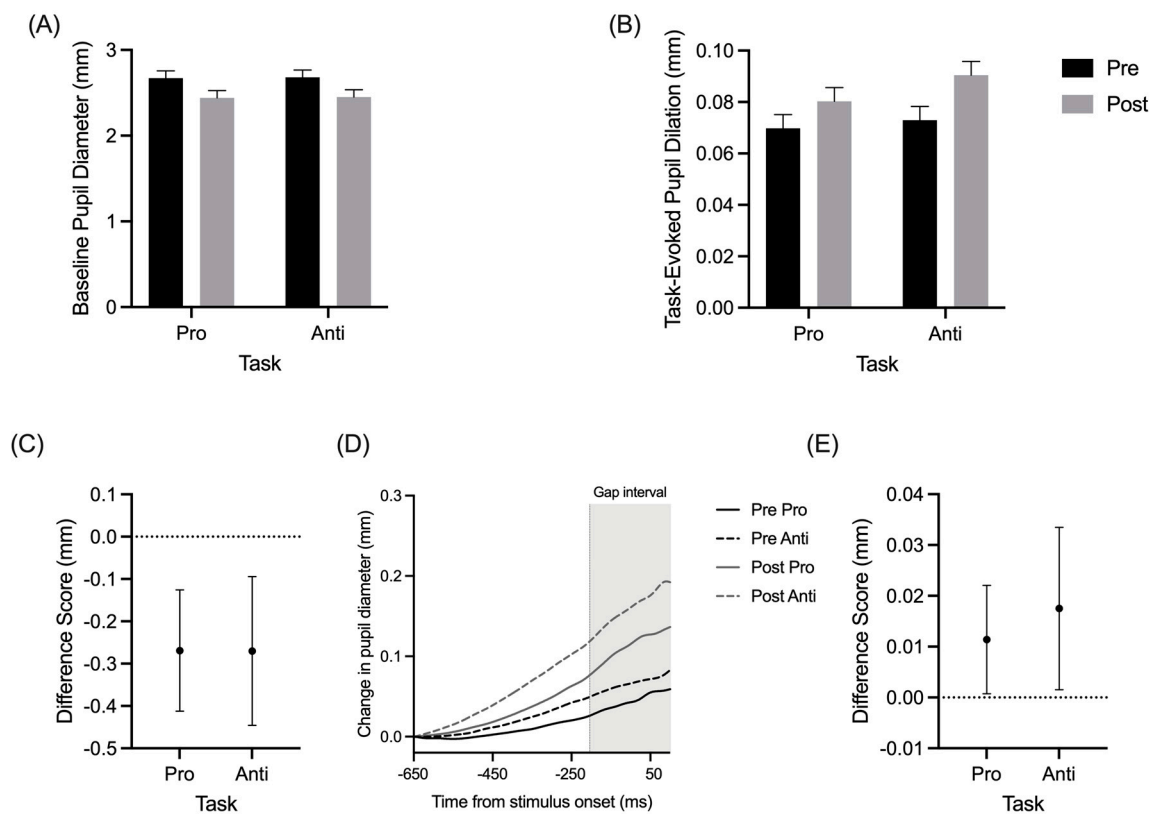 (A)
Baseline Pupil Diameter (mm)
3
2
1
0
Pro
Anti
Task
(B)
Task-Evoked Pupil Dilation (mm)
0.10
0.08
0.06
0.04
0.02
0.00
Pro
Anti
Task
Pre
Post
(C)
Difference Score (mm)
0.1
0.0
-0.1
-0.2
-0.3
-0.4
-0.5
Pro
Anti
Task
(D)
Change in pupil diameter (mm)
0.3
0.2
0.1
0.0
Gap interval
-650
-450
-250
50
Time from stimulus onset (ms)
Pre Pro
Pre Anti
Post Pro
Post Anti
(E)
Difference Score (mm)
0.04
0.03
0.02
0.01
0.00
-0.01
Pro
Anti
Task